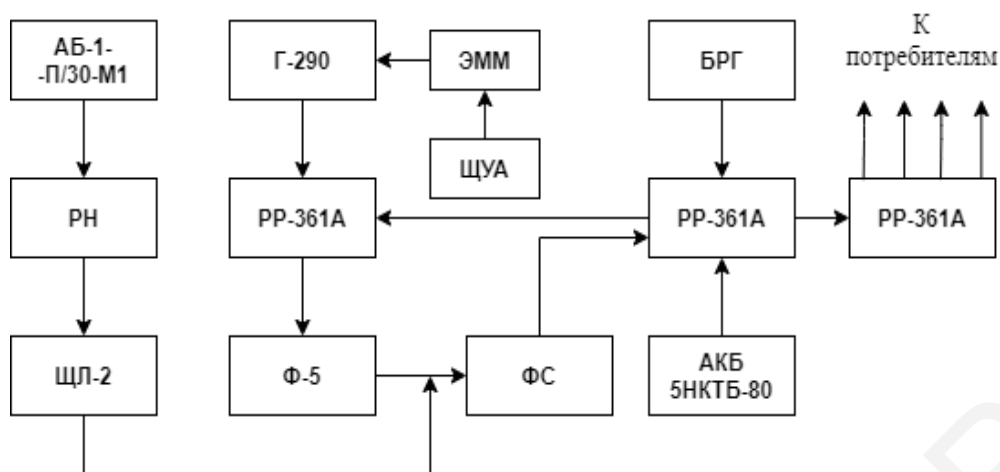 АБ-1-
-П/30-М1
Г-290
ЭММ
БРГ
К
потребителям
ЩУА
РН
РР-361А
РР-361А
РР-361А
ЩЛ-2
Ф-5
ФС
АКБ
5НКТБ-80